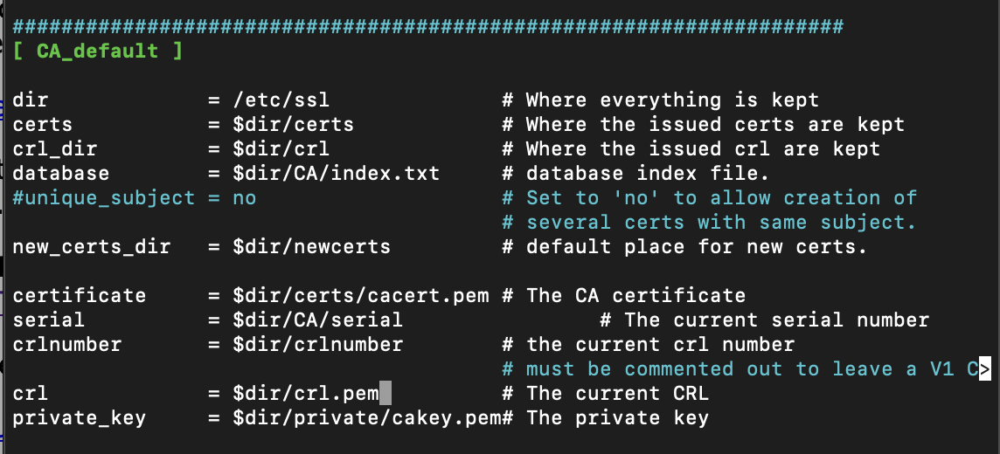 ####################################################################
[ CA_default ]
dir             = /etc/ssl              # Where everything is kept
certs           = $dir/certs            # Where the issued certs are kept
crl_dir         = $dir/crl              # Where the issued crl are kept
database        = $dir/CA/index.txt     # database index file.
#unique_subject = no                    # Set to 'no' to allow creation of
                                        # several certs with same subject.
new_certs_dir   = $dir/newcerts         # default place for new certs.
certificate     = $dir/certs/cacert.pem # The CA certificate
serial          = $dir/CA/serial                # The current serial number
crlnumber       = $dir/crlnumber        # the current crl number
                                        # must be commented out to leave a V1 C>
crl             = $dir/crl.pem          # The current CRL
private_key     = $dir/private/cakey.pem# The private key